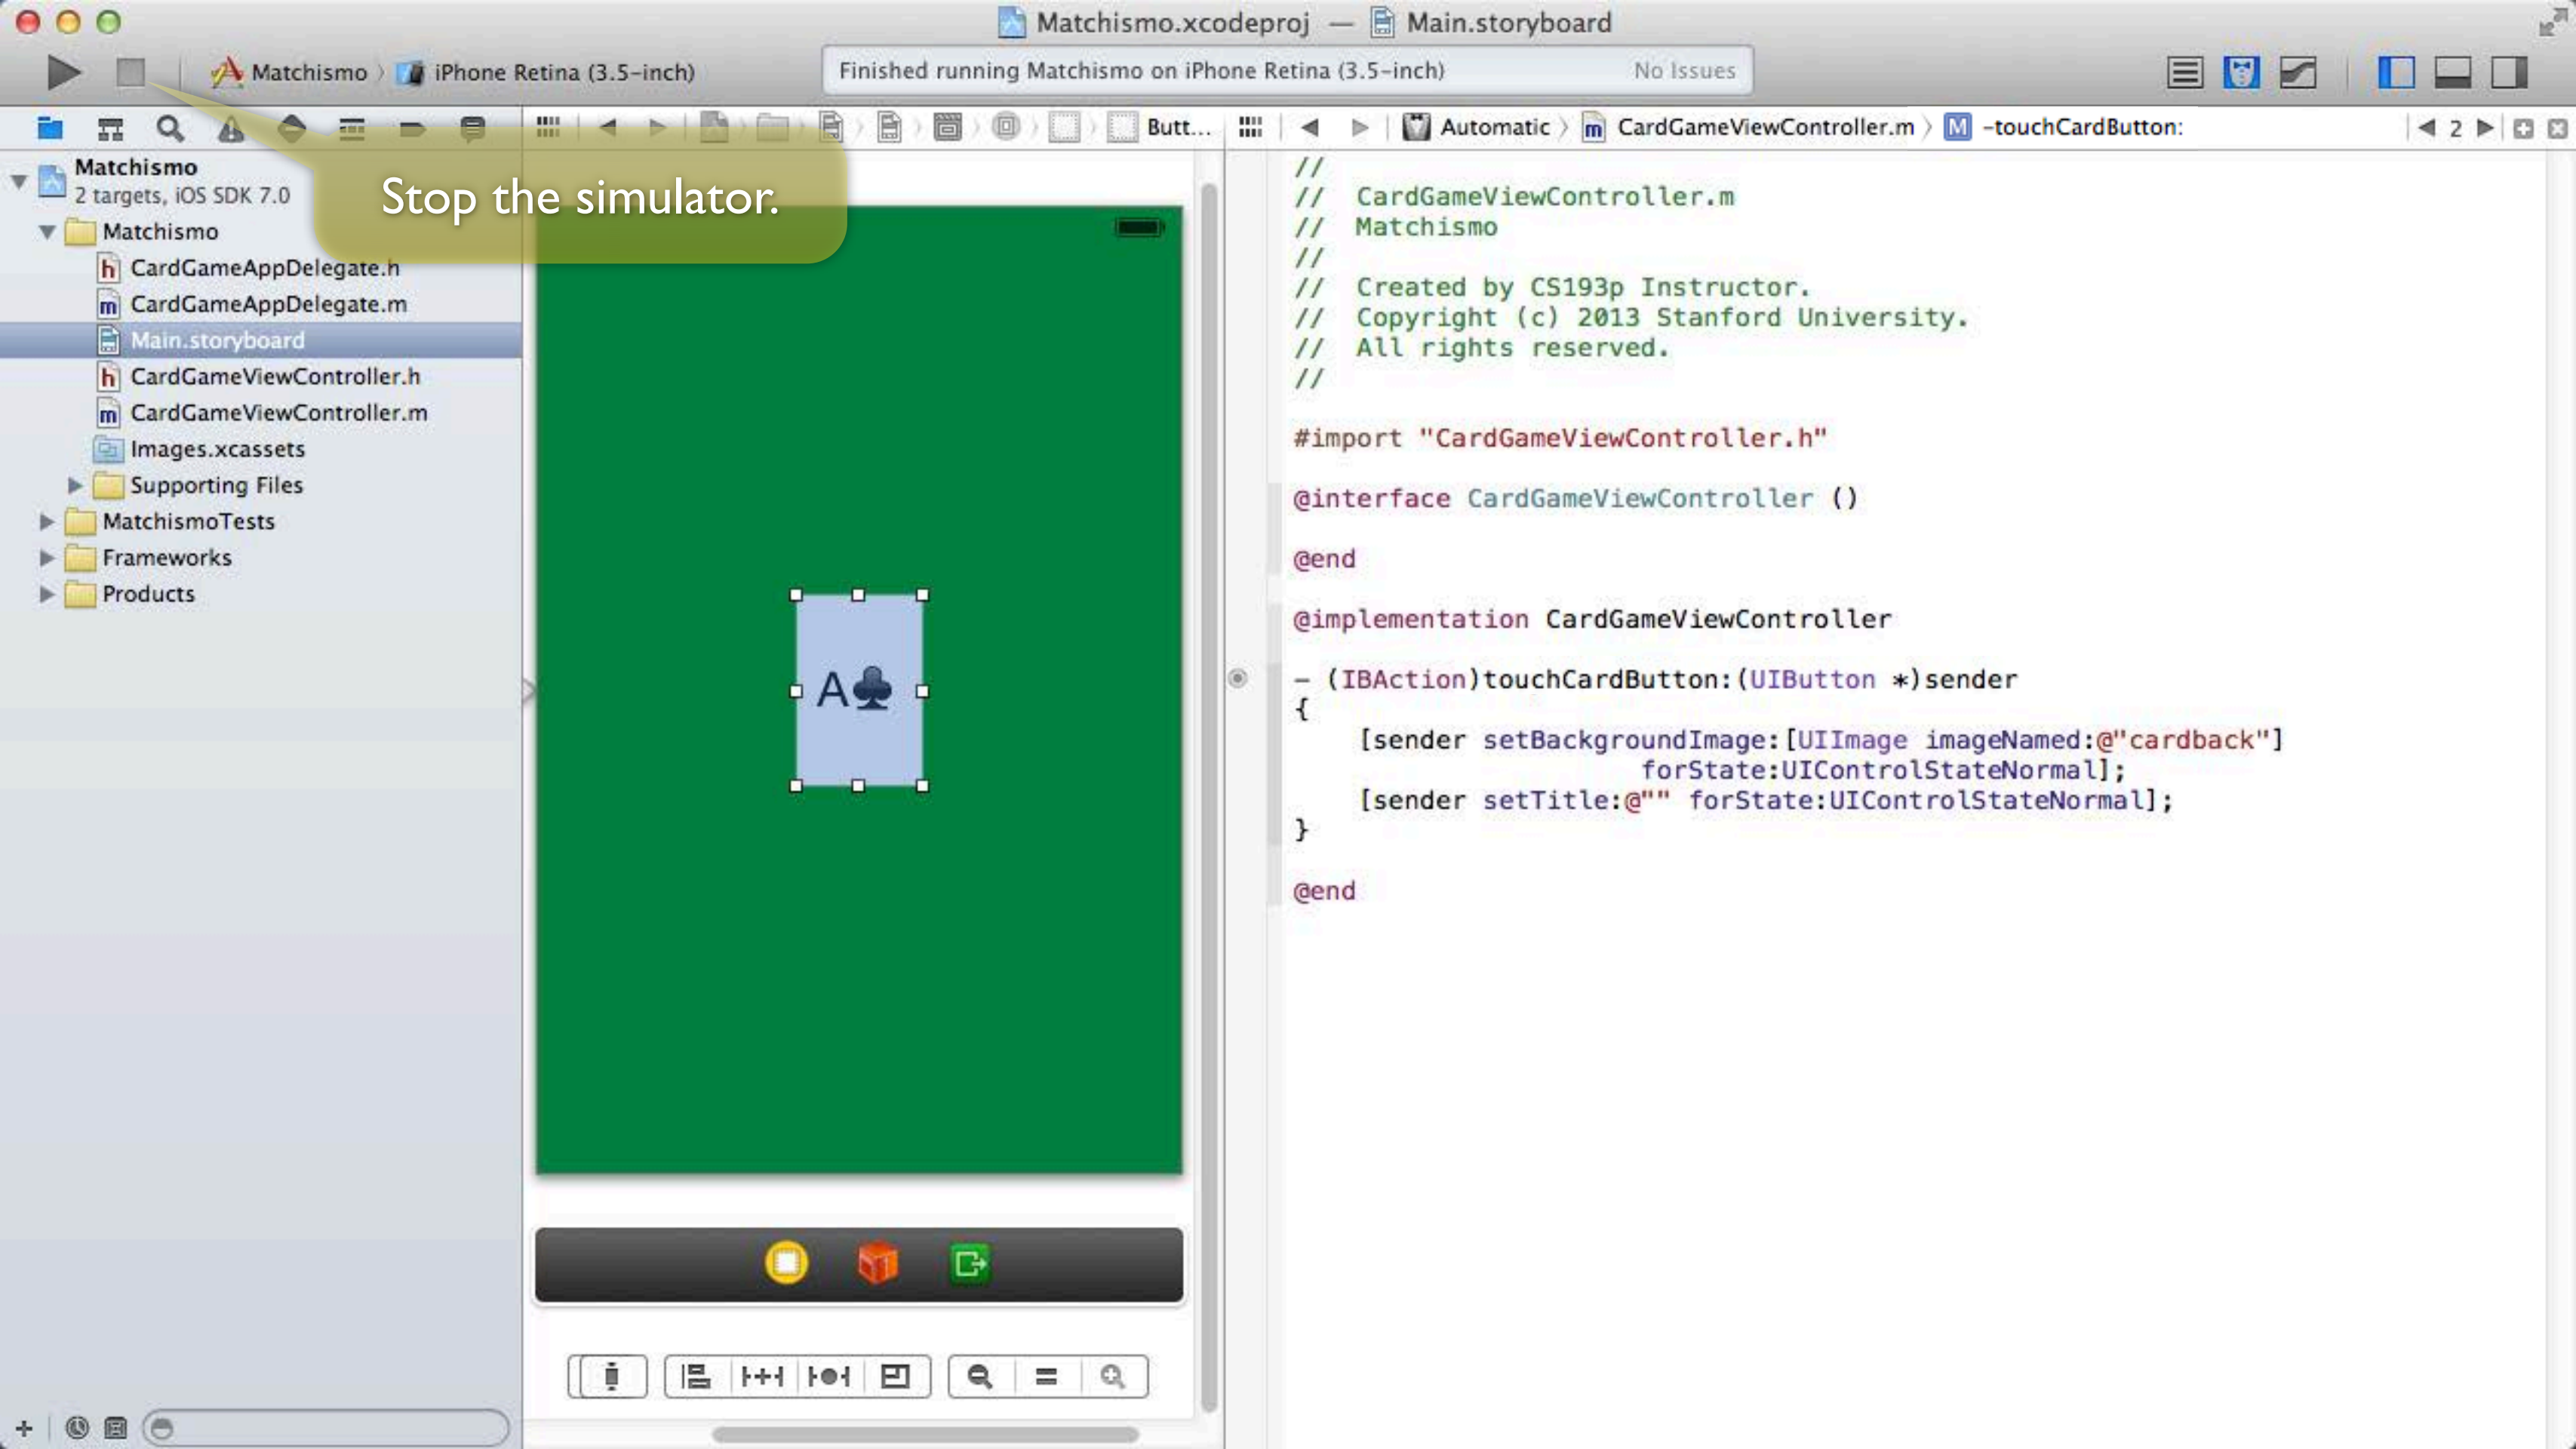 Matchismo.xcodeproj — Main.storyboard
Matchismo 〉 iPhone Retina (3.5-inch)
Finished running Matchismo on iPhone Retina (3.5-inch)
No Issues
Butt...
Automatic 〉 m CardGameViewController.m 〉 M -touchCardButton:
2
Stop the simulator.
Matchismo
2 targets, iOS SDK 7.0
Matchismo
h CardGameAppDelegate.h
m CardGameAppDelegate.m
Main.storyboard
h CardGameViewController.h
m CardGameViewController.m
Images.xcassets
Supporting Files
MatchismoTests
Frameworks
Products
A♣
//
//  CardGameViewController.m
//  Matchismo
//
//  Created by CS193p Instructor.
//  Copyright (c) 2013 Stanford University.
//  All rights reserved.
//
#import "CardGameViewController.h"
@interface CardGameViewController ()
@end
@implementation CardGameViewController
- (IBAction)touchCardButton:(UIButton *)sender
{
    [sender setBackgroundImage:[UIImage imageNamed:@"cardback"]
                      forState:UIControlStateNormal];
    [sender setTitle:@"" forState:UIControlStateNormal];
}
@end